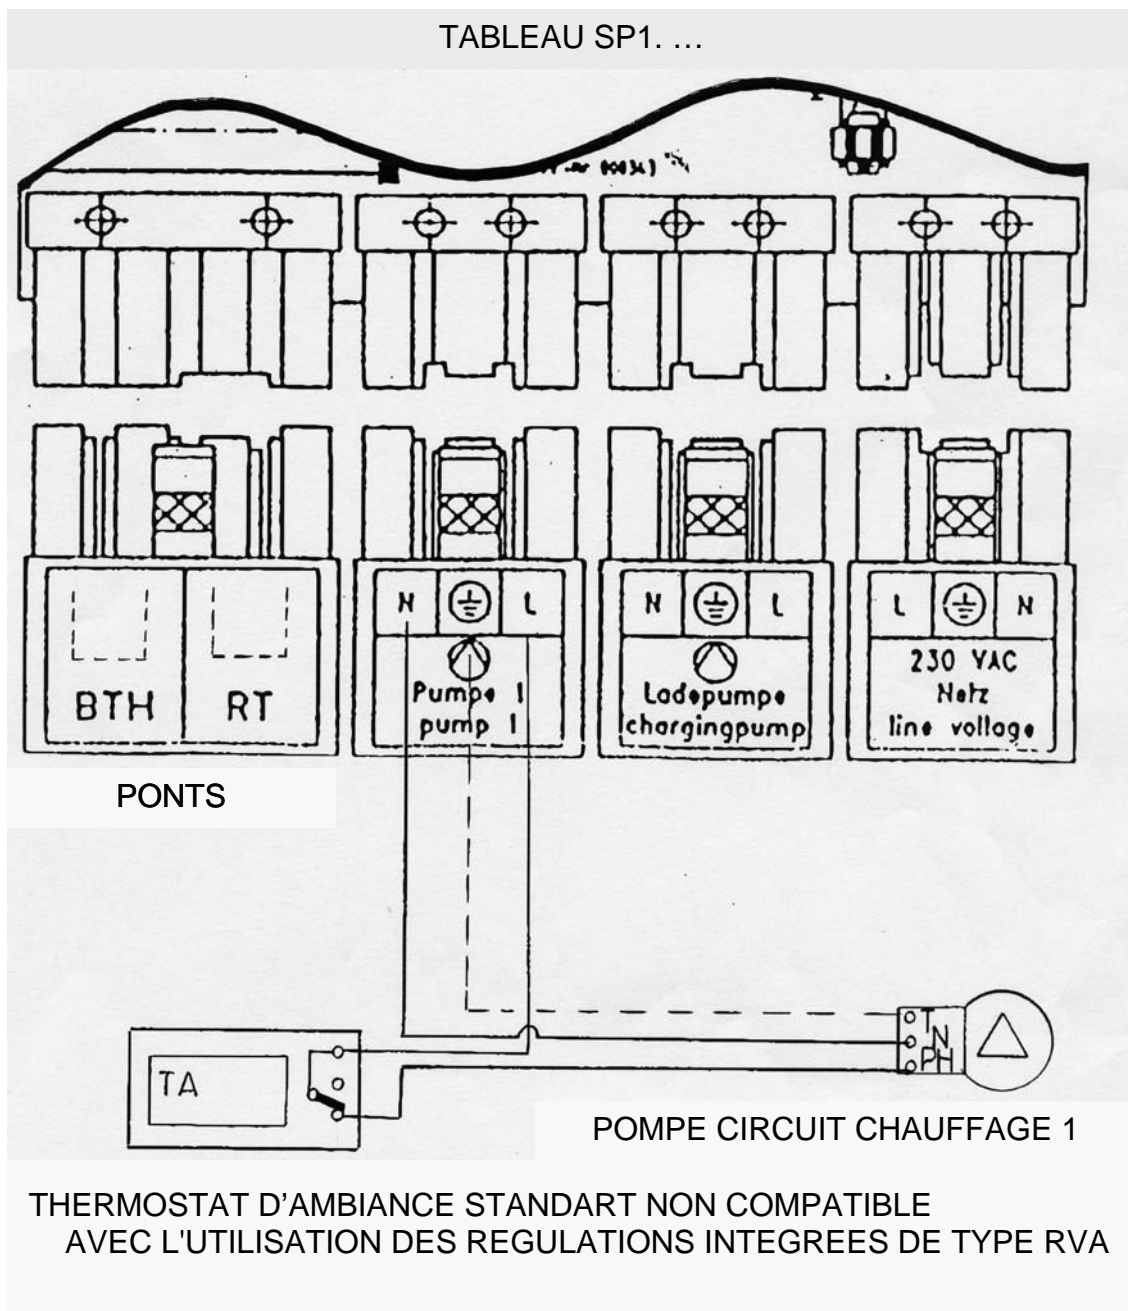 TABLEAU SP1. …
N L
N L
L N
BTH RT
Pumpe 1
pump 1
Ladepumpe
chargingpump
230 VAC
Netz
line voltage
PONTS
T
N
PH
TA
POMPE CIRCUIT CHAUFFAGE 1
THERMOSTAT D'AMBIANCE STANDART NON COMPATIBLE
AVEC L'UTILISATION DES REGULATIONS INTEGREES DE TYPE RVA